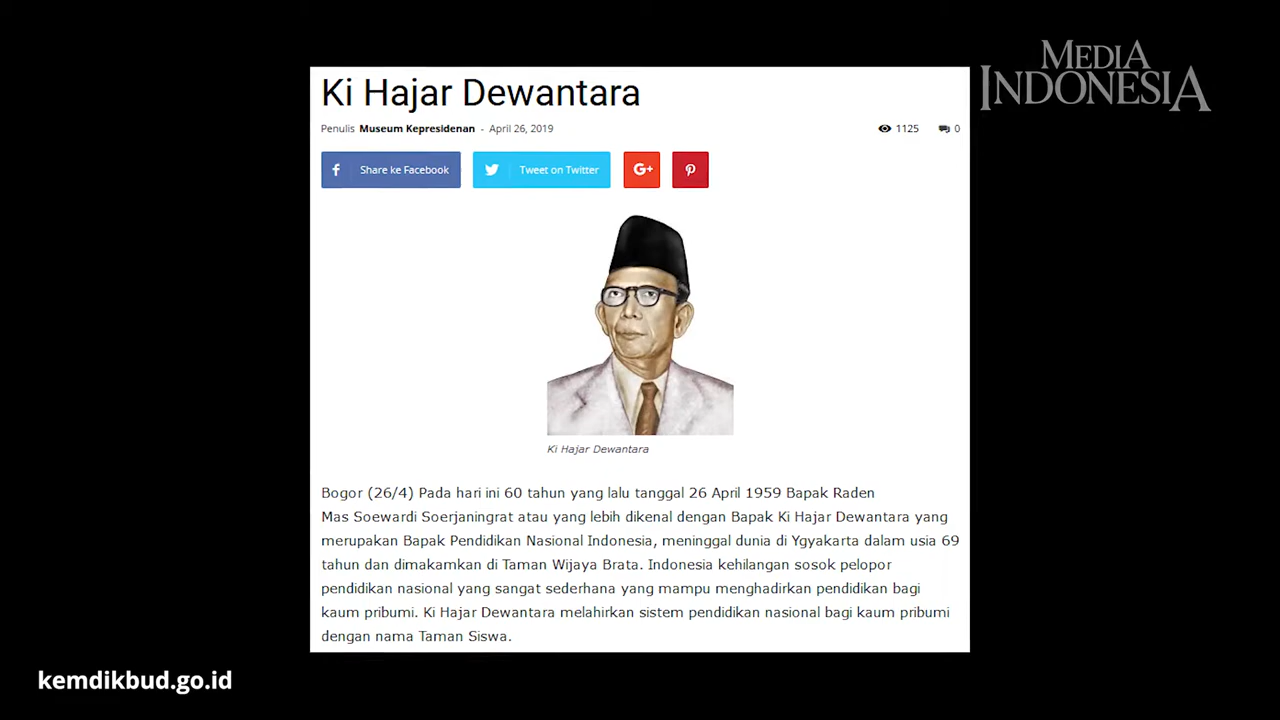 MEDIA
INDONESIA
Ki Hajar Dewantara
Penulis Museum Kepresidenan - April 26, 2019 1125 0
Share ke Facebook Tweet on Twitter G+
Ki Hajar Dewantara
Bogor (26/4) Pada hari ini 60 tahun yang lalu tanggal 26 April 1959 Bapak Raden
Mas Soewardi Soerjaningrat atau yang lebih dikenal dengan Bapak Ki Hajar Dewantara yang
merupakan Bapak Pendidikan Nasional Indonesia, meninggal dunia di Ygyakarta dalam usia 69
tahun dan dimakamkan di Taman Wijaya Brata. Indonesia kehilangan sosok pelopor
pendidikan nasional yang sangat sederhana yang mampu menghadirkan pendidikan bagi
kaum pribumi. Ki Hajar Dewantara melahirkan sistem pendidikan nasional bagi kaum pribumi
dengan nama Taman Siswa.
kemdikbud.go.id